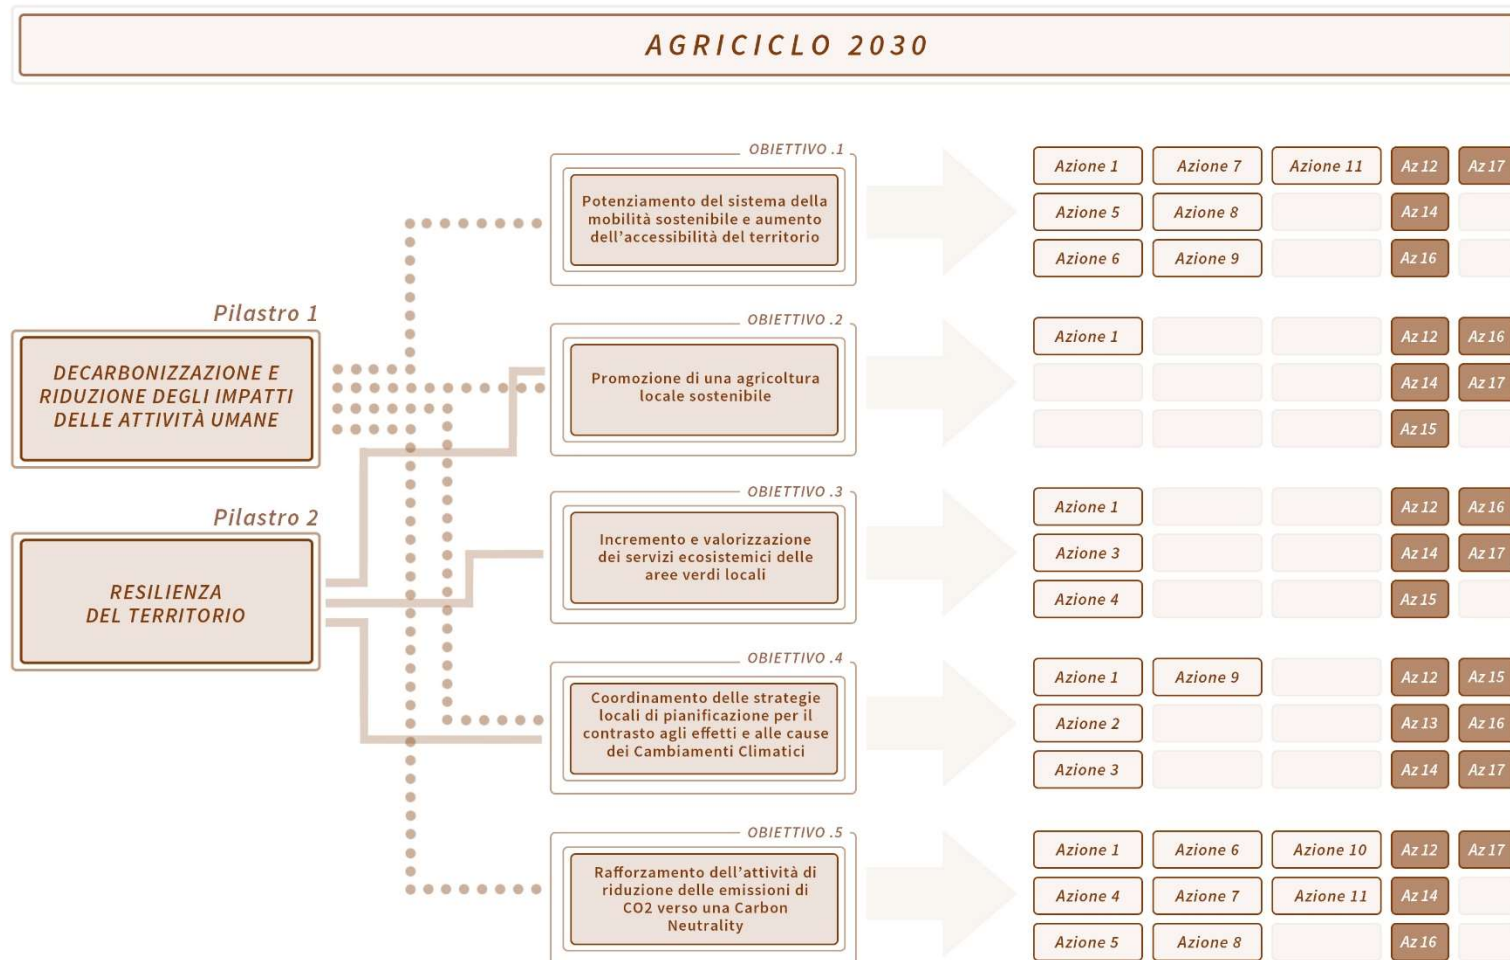 AGRICICLO 2030
Pilastro 1
DECARBONIZZAZIONE E
RIDUZIONE DEGLI IMPATTI
DELLE ATTIVITÀ UMANE
Pilastro 2
RESILIENZA
DEL TERRITORIO
OBIETTIVO .1
Potenziamento del sistema della
mobilità sostenibile e aumento
dell'accessibilità del territorio
Azione 1 Azione 7 Azione 11 Az 12 Az 17
Azione 5 Azione 8 Az 14
Azione 6 Azione 9 Az 16
OBIETTIVO .2
Promozione di una agricoltura
locale sostenibile
Azione 1 Az 12 Az 16
Az 14 Az 17
Az 15
OBIETTIVO .3
Incremento e valorizzazione
dei servizi ecosistemici delle
aree verdi locali
Azione 1 Az 12 Az 16
Azione 3 Az 14 Az 17
Azione 4 Az 15
OBIETTIVO .4
Coordinamento delle strategie
locali di pianificazione per il
contrasto agli effetti e alle cause
dei Cambiamenti Climatici
Azione 1 Azione 9 Az 12 Az 15
Azione 2 Az 13 Az 16
Azione 3 Az 14 Az 17
OBIETTIVO .5
Rafforzamento dell'attività di
riduzione delle emissioni di
CO2 verso una Carbon
Neutrality
Azione 1 Azione 6 Azione 10 Az 12 Az 17
Azione 4 Azione 7 Azione 11 Az 14
Azione 5 Azione 8 Az 16